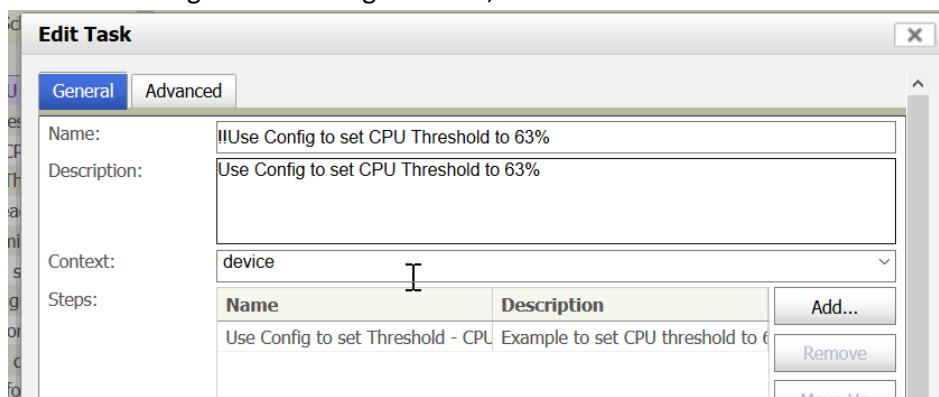 Edit Task
General Advanced
Name: !!Use Config to set CPU Threshold to 63%
Description: Use Config to set CPU Threshold to 63%
Context: device
Steps: Name Description Add...
Use Config to set Threshold - CPU Example to set CPU threshold to
Remove